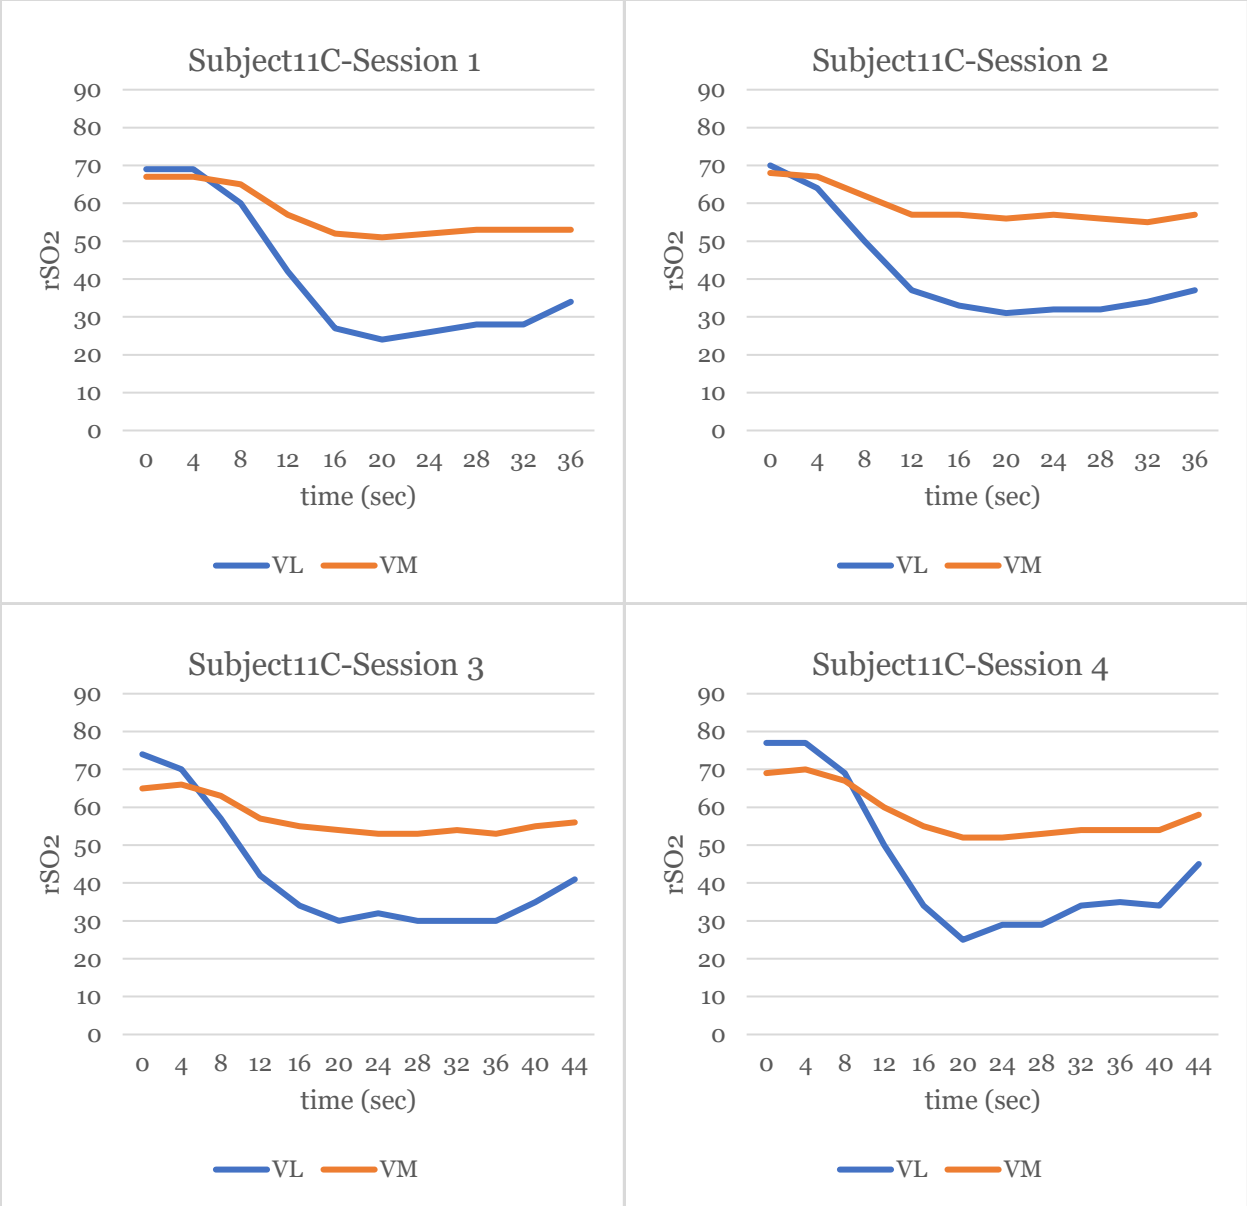 Subject11C-Session 1
90
80
70
60
50
40
30
20
10
0
rSO2
0 4 8 12 16 20 24 28 32 36
time (sec)
VL VM
Subject11C-Session 2
90
80
70
60
50
40
30
20
10
0
rSO2
0 4 8 12 16 20 24 28 32 36
time (sec)
VL VM
Subject11C-Session 3
90
80
70
60
50
40
30
20
10
0
rSO2
0 4 8 12 16 20 24 28 32 36 40 44
time (sec)
VL VM
Subject11C-Session 4
90
80
70
60
50
40
30
20
10
0
rSO2
0 4 8 12 16 20 24 28 32 36 40 44
time (sec)
VL VM